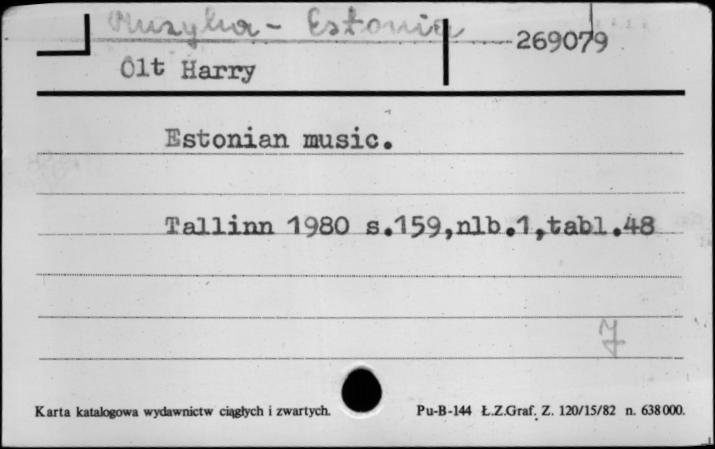 Muzyka - Estonia
269079
Ôlt Harry
Estonian music.
Tallinn 1980 s.159,nlb.1,tabl.48
J
Karta katalogowa wydawnictw ciągłych i zwartych.
Pu-B-144 Ł.Z.Graf. Z. 120/15/82 n. 638000.